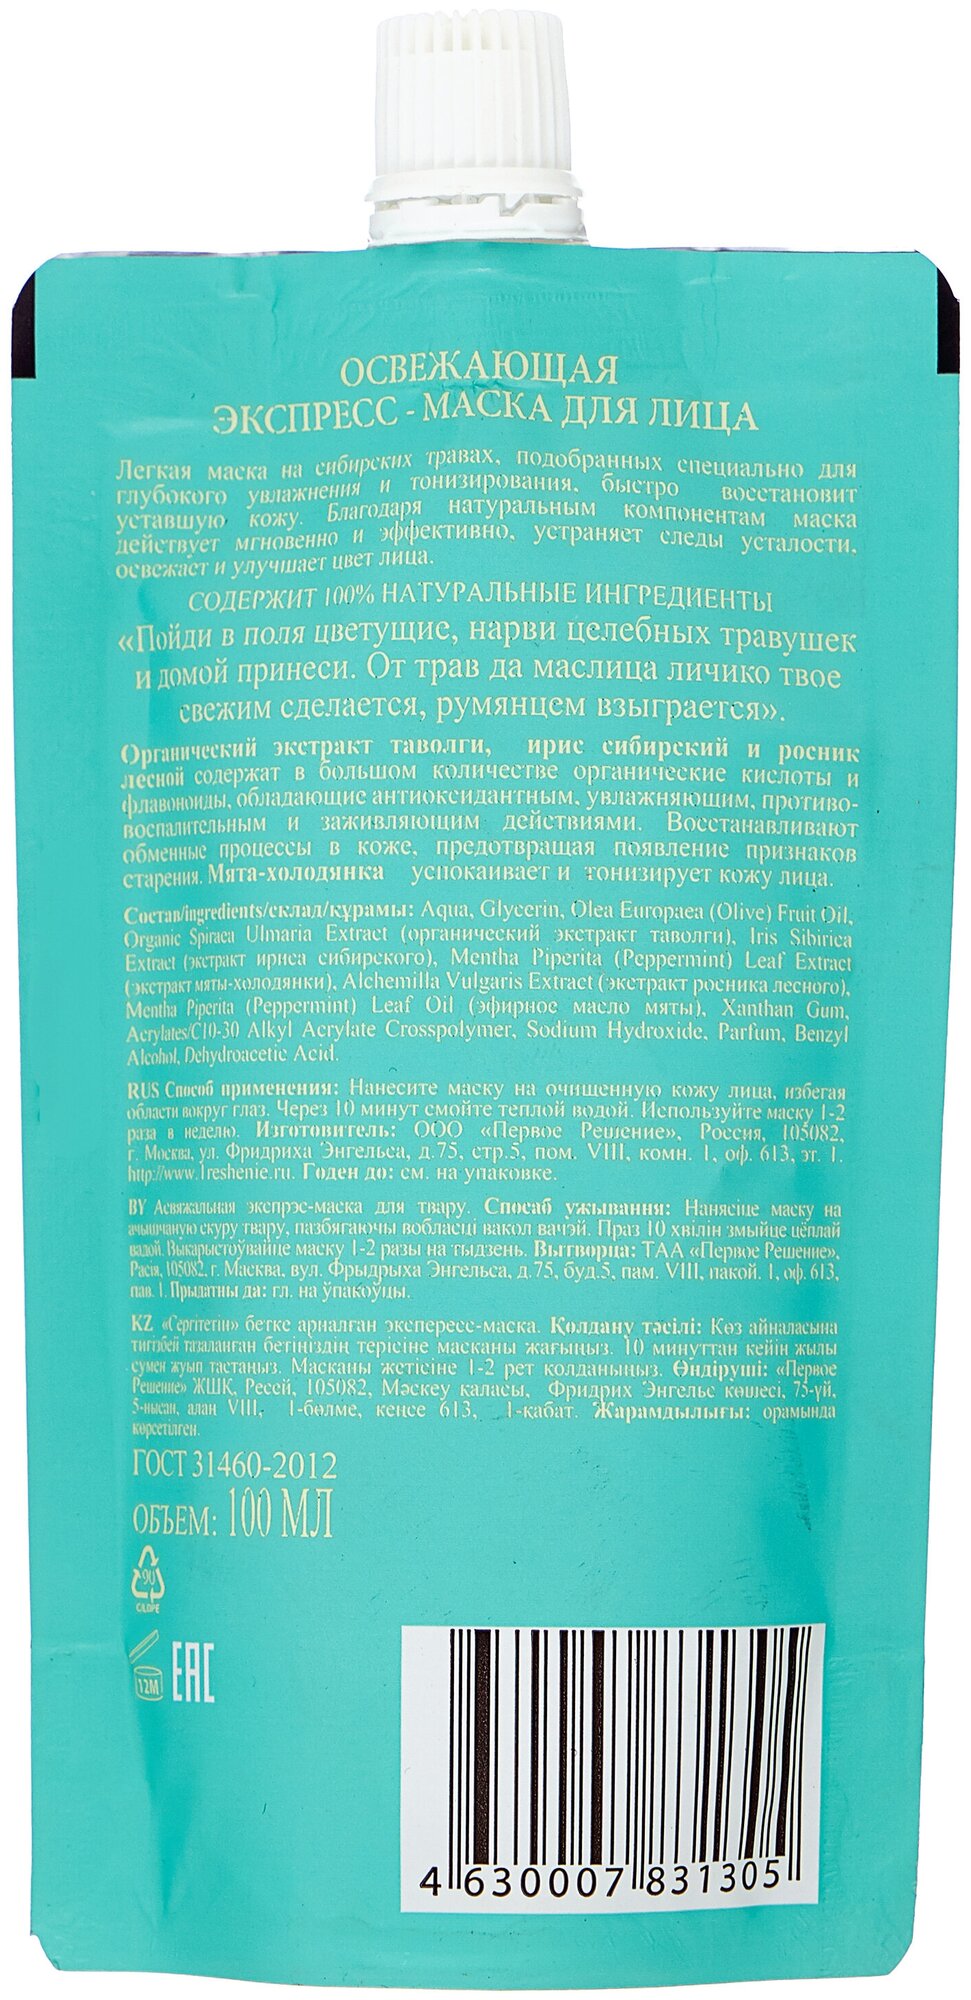 ОСВЕЖАЮЩАЯ
ЭКСПРЕСС - МАСКА ДЛЯ ЛИЦА
Легкая маска на сибирских травах, подобранных специально для
глубокого увлажнения и тонизирования, быстро восстановит
уставшую кожу. Благодаря натуральным компонентам маска
действует мгновенно и эффективно, устраняет следы усталости,
освежает и улучшает цвет лица.
СОДЕРЖИТ 100% НАТУРАЛЬНЫЕ ИНГРЕДИЕНТЫ
«Пойди в поля цветущие, нарви целебных травушек
и домой принеси. От трав да маслица личико твое
свежим сделается, румянцем взыграется».
Органический экстракт таволги, ирис сибирский и росник
лесной содержат в большом количестве органические кислоты и
флавоноиды, обладающие антиоксидантным, увлажняющим, противо-
воспалительным и заживляющим действиями. Восстанавливают
обменные процессы в коже, предотвращая появление признаков
старения. Мята-холодянка успокаивает и тонизирует кожу лица.
Состав/ingredients/склад/құрамы: Aqua, Glycerin, Olea Europaea (Olive) Fruit Oil,
Organic Spiraea Ulmaria Extract (органический экстракт таволги), Iris Sibirica
Extract (экстракт ириса сибирского), Mentha Piperita (Peppermint) Leaf Extract
(экстракт мяты-холодянки), Alchemilla Vulgaris Extract (экстракт росника лесного),
Mentha Piperita (Peppermint) Leaf Oil (эфирное масло мяты), Xanthan Gum,
Acrylates/C10-30 Alkyl Acrylate Crosspolymer, Sodium Hydroxide, Parfum, Benzyl
Alcohol, Dehydroacetic Acid.
RUS Способ применения: Нанесите маску на очищенную кожу лица, избегая
области вокруг глаз. Через 10 минут смойте теплой водой. Используйте маску 1-2
раза в неделю. Изготовитель: ООО «Первое Решение», Россия, 105082,
г. Москва, ул. Фридриха Энгельса, д.75, стр.5, пом. VIII, комн. 1, оф. 613, эт. 1.
http://www.1reshenie.ru. Годен до: см. на упаковке.
BY Асвяжальная экспрэс-маска для твару. Спосаб ужывання: Нанясіце маску на
ачышчаную скуру твару, пазбягаючы вобласці вакол вачэй. Праз 10 хвілін змыйце цёплай
вадой. Выкарыстоўвайце маску 1-2 разы на тыдзень. Вытворца: ТАА «Первое Решение»,
Расія, 105082, г. Масква, вул. Фрыдрыха Энгельса, д.75, буд.5, пам. VIII, пакой. 1, оф. 613,
пав. 1. Прыдатны да: гл. на ўпакоўцы.
KZ «Сергітетін» бетке арналған экспересс-маска. Қолдану тәсілі: Көз айналасына
тигізбей тазаланған бетіңіздің терісіне масканы жағыңыз. 10 минуттан кейін жылы
сумен жуып тастаңыз. Масканы жетісіне 1-2 рет қолданыңыз. Өндіруші: «Первое
Решение» ЖШҚ, Ресей, 105082, Мәскеу қаласы, Фридрих Энгельс көшесі, 75-үй,
5-нысан, алаң VIII, 1-бөлме, кеңсе 613, 1-қабат. Жарамдылығы: орамында
көрсетілген.
ГОСТ 31460-2012
ОБЪЕМ: 100 МЛ
90
C/LDPE
12M
EAC
4 630007 831305